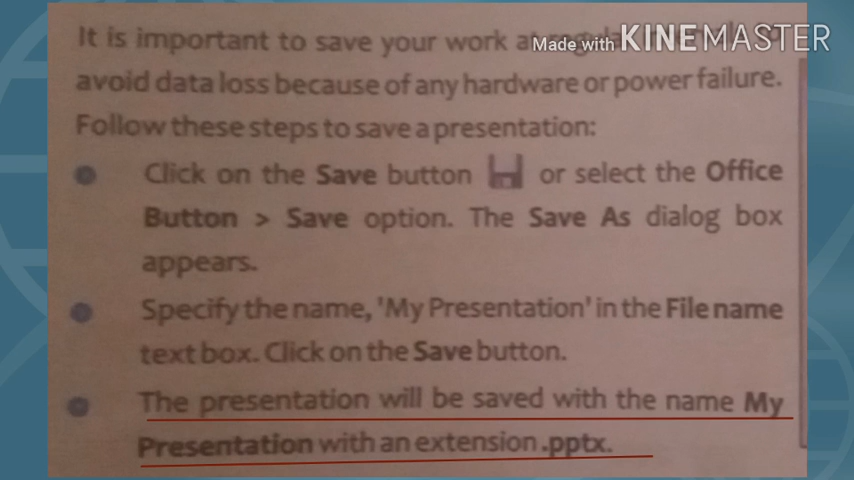 It is important to save your work at
Made with KINEMASTER
avoid data loss because of any hardware or power failure.
Follow these steps to save a presentation:
Click on the Save button or select the Office
Button > Save option. The Save As dialog box
appears.
Specify the name, 'My Presentation' in the File name
text box. Click on the Save button.
The presentation will be saved with the name My
Presentation with an extension .pptx.